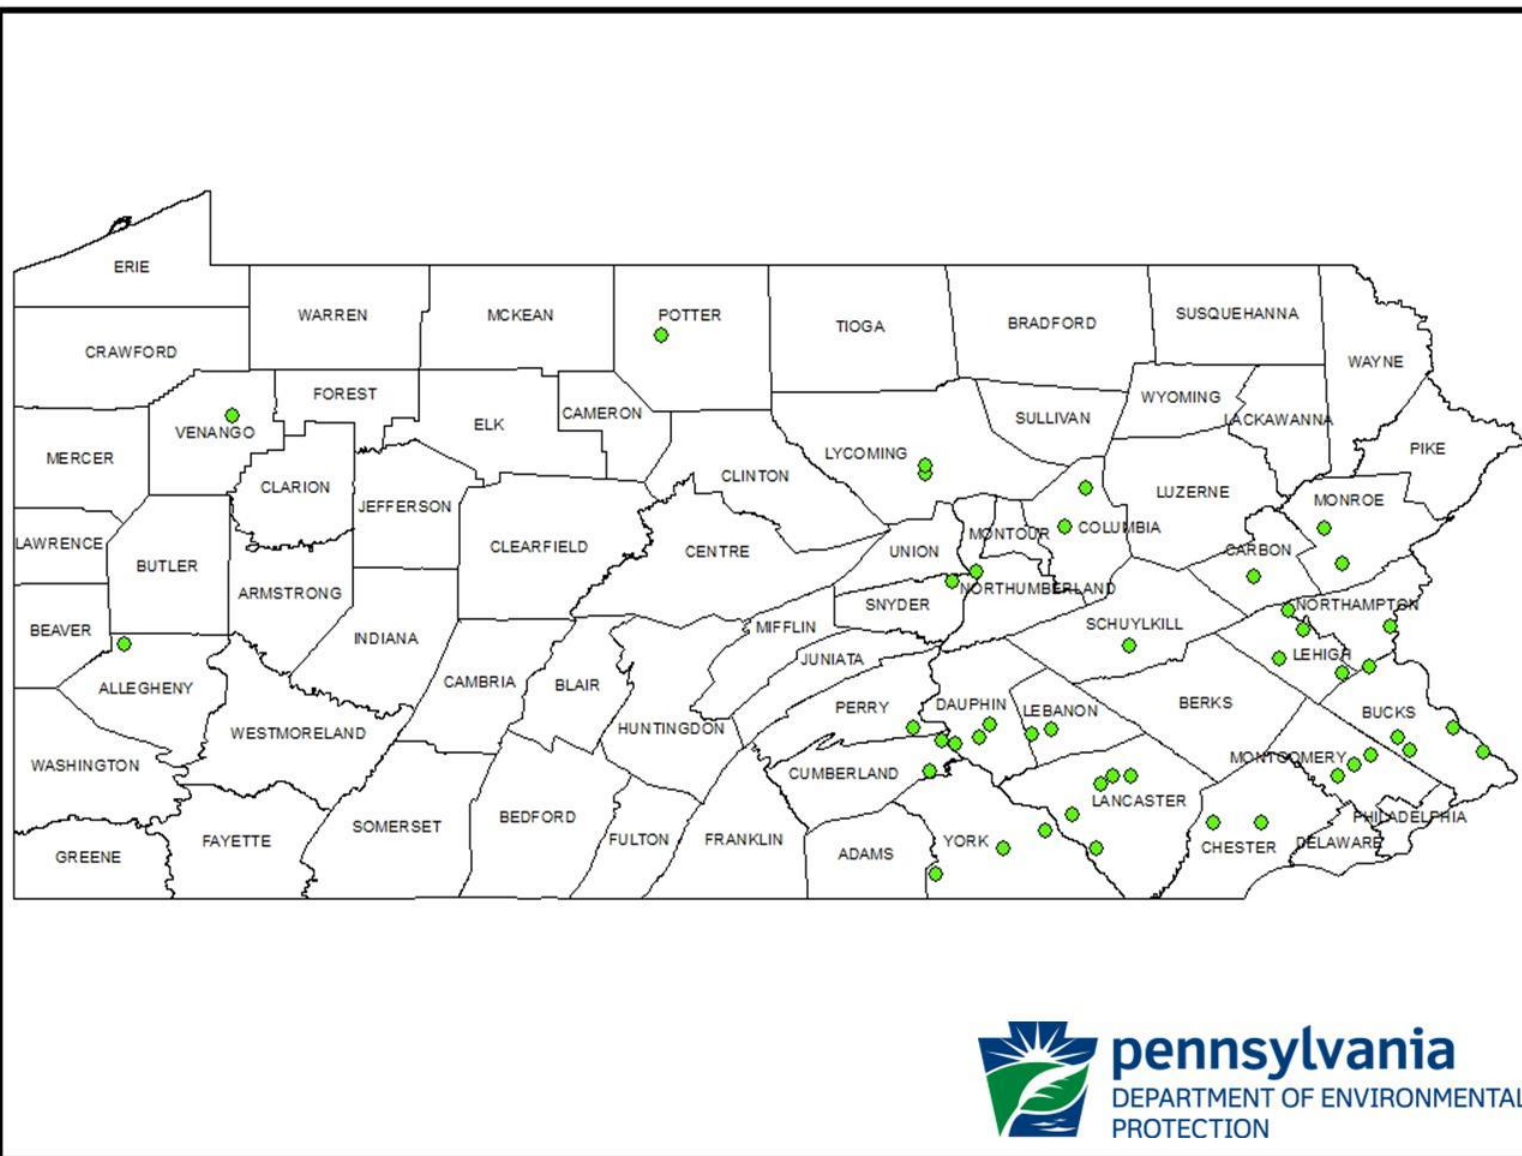 ERIE
WARREN
MCKEAN
POTTER
TIOGA
BRADFORD
SUSQUEHANNA
CRAWFORD
WAYNE
FOREST
CAMERON
ELK
SULLIVAN
WYOMING
LACKAWANNA
VENANGO
MERCER
LYCOMING
PIKE
CLARION
JEFFERSON
CLINTON
LUZERNE
MONROE
LAWRENCE
BUTLER
CLEARFIELD
CENTRE
UNION
MONTOUR
COLUMBIA
CARBON
ARMSTRONG
NORTHUMBERLAND
SNYDER
NORTHAMPTON
BEAVER
INDIANA
MIFFLIN
SCHUYLKILL
JUNIATA
LEHIGH
ALLEGHENY
CAMBRIA
BLAIR
PERRY
DAUPHIN
LEBANON
BERKS
BUCKS
WESTMORELAND
HUNTINGDON
WASHINGTON
CUMBERLAND
MONTGOMERY
LANCASTER
BEDFORD
SOMERSET
FAYETTE
FULTON
FRANKLIN
ADAMS
YORK
CHESTER
DELAWARE
PHILADELPHIA
GREENE
pennsylvania
DEPARTMENT OF ENVIRONMENTAL
PROTECTION